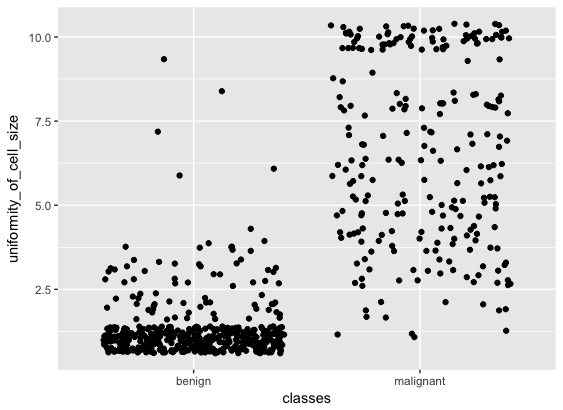 10.0
7.5
5.0
2.5
uniformity_of_cell_size
benign malignant
classes